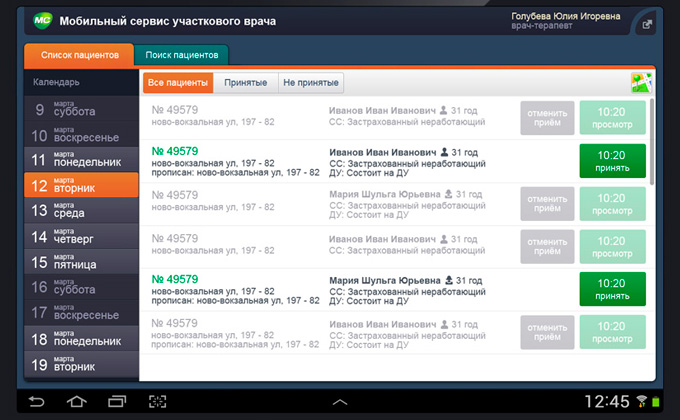 МС Мобильный сервис участкового врача
Голубева Юлия Игоревна
врач-терапевт
Список пациентов
Поиск пациентов
Календарь
Все пациенты Принятые Не принятые
9 марта суббота
10 марта воскресенье
11 марта понедельник
12 марта вторник
13 марта среда
14 марта четверг
15 марта пятница
16 марта суббота
17 марта воскресенье
18 марта понедельник
19 марта вторник
№ 49579
ново-вокзальная ул, 197 - 82
Иванов Иван Иванович 31 год
СС: Застрахованный неработающий
отменить приём
10:20 просмотр
№ 49579
ново-вокзальная ул, 197 - 82
прописан: ново-вокзальная ул, 197 - 82
Иванов Иван Иванович 31 год
СС: Застрахованный неработающий
ДУ: Состоит на ДУ
10:20 принять
№ 49579
ново-вокзальная ул, 197 - 82
Мария Шульга Юрьевна 31 год
СС: Застрахованный неработающий
ДУ: Состоит на ДУ
отменить приём
10:20 просмотр
№ 49579
ново-вокзальная ул, 197 - 82
Иванов Иван Иванович 31 год
СС: Застрахованный неработающий
отменить приём
10:20 просмотр
№ 49579
ново-вокзальная ул, 197 - 82
прописан: ново-вокзальная ул, 197 - 82
Мария Шульга Юрьевна 31 год
СС: Застрахованный неработающий
ДУ: Состоит на ДУ
10:20 принять
№ 49579
ново-вокзальная ул, 197 - 82
прописан: ново-вокзальная ул, 197 - 82
Иванов Иван Иванович 31 год
СС: Застрахованный неработающий
ДУ: Состоит на ДУ
отменить приём
10:20 просмотр
12:45